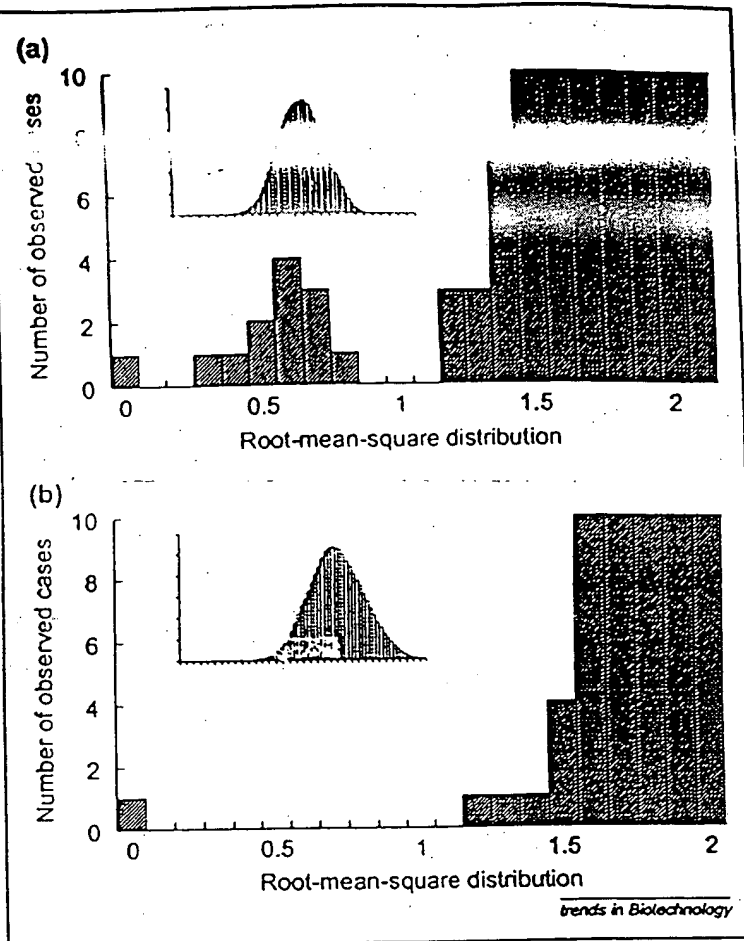 (a)
Number of observed
10
6
4
2
0
0 0.5 1 1.5 2
Root-mean-square distribution
(b)
Number of observed cases
10
8
6
4
2
0
0 0.5 1 1.5 2
Root-mean-square distribution
trends in Biotechnology